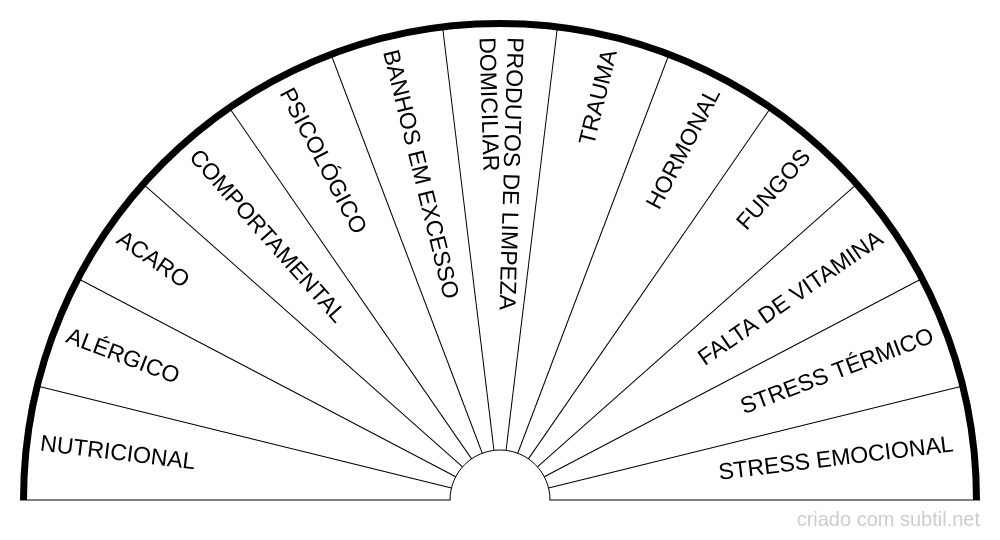 NUTRICIONAL
ALÉRGICO
ACARO
COMPORTAMENTAL
PSICOLÓGICO
BANHOS EM EXCESSO
PRODUTOS DE LIMPEZA
DOMICILIAR
TRAUMA
HORMONAL
FUNGOS
FALTA DE VITAMINA
STRESS TÉRMICO
STRESS EMOCIONAL
criado com subtil.net